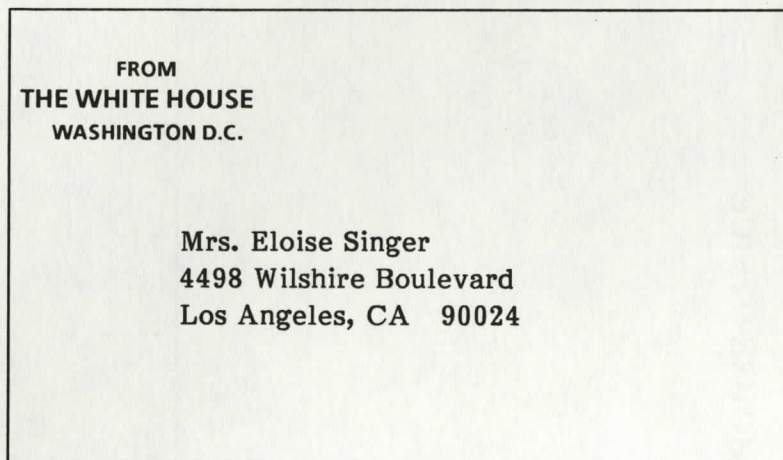 FROM
THE WHITE HOUSE
WASHINGTON D.C.
Mrs. Eloise Singer
4498 Wilshire Boulevard
Los Angeles, CA 90024